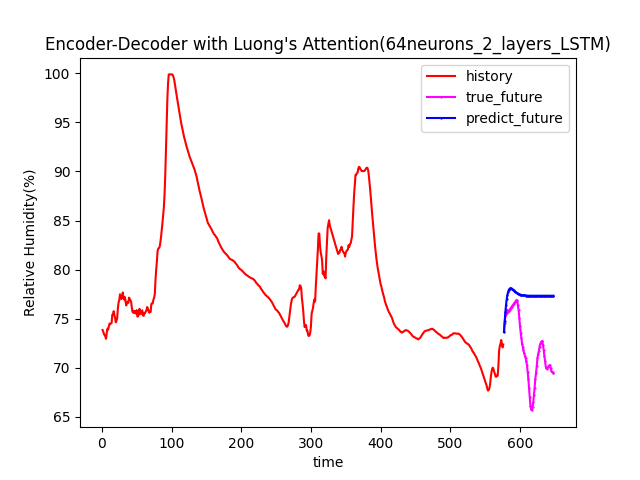 Encoder-Decoder with Luong's Attention(64neurons_2_layers_LSTM)
history
true_future
predict_future
Relative Humidity(%)
100
95
90
85
80
75
70
65
0 100 200 300 400 500 600
time